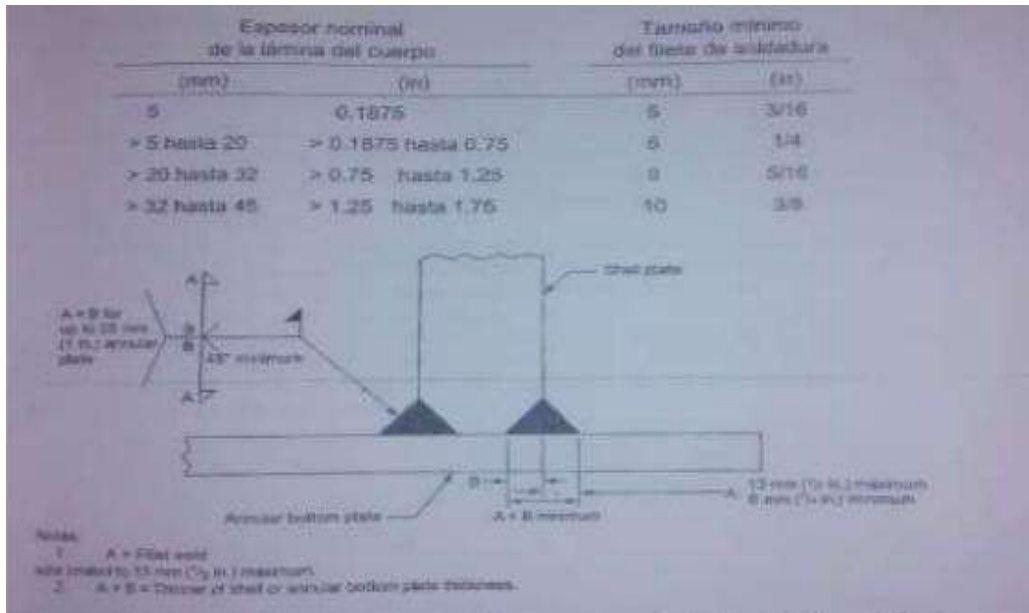 Espesor nominal Tamaño mínimo
de la lámina del cuerpo del filete de soldadura
(mm) (in) (mm) (in)
5 0.1875 5 3/16
> 5 hasta 20 > 0.1875 hasta 0.75 6 1/4
> 20 hasta 32 > 0.75 hasta 1.25 8 5/16
> 32 hasta 45 > 1.25 hasta 1.75 10 3/8
Shell plate
A
A = B for
up to 25 mm
(1 in.) annular
plate
B
B
45° minimum
A
B
A + B minimum
A
13 mm (1/2 in.) maximum
6 mm (1/4 in.) minimum
Annular bottom plate
Notas
1. A = Fillet weld
size limited to 13 mm (1/2 in.) maximum.
2. A + B = Thinner of shell or annular bottom plate thickness.